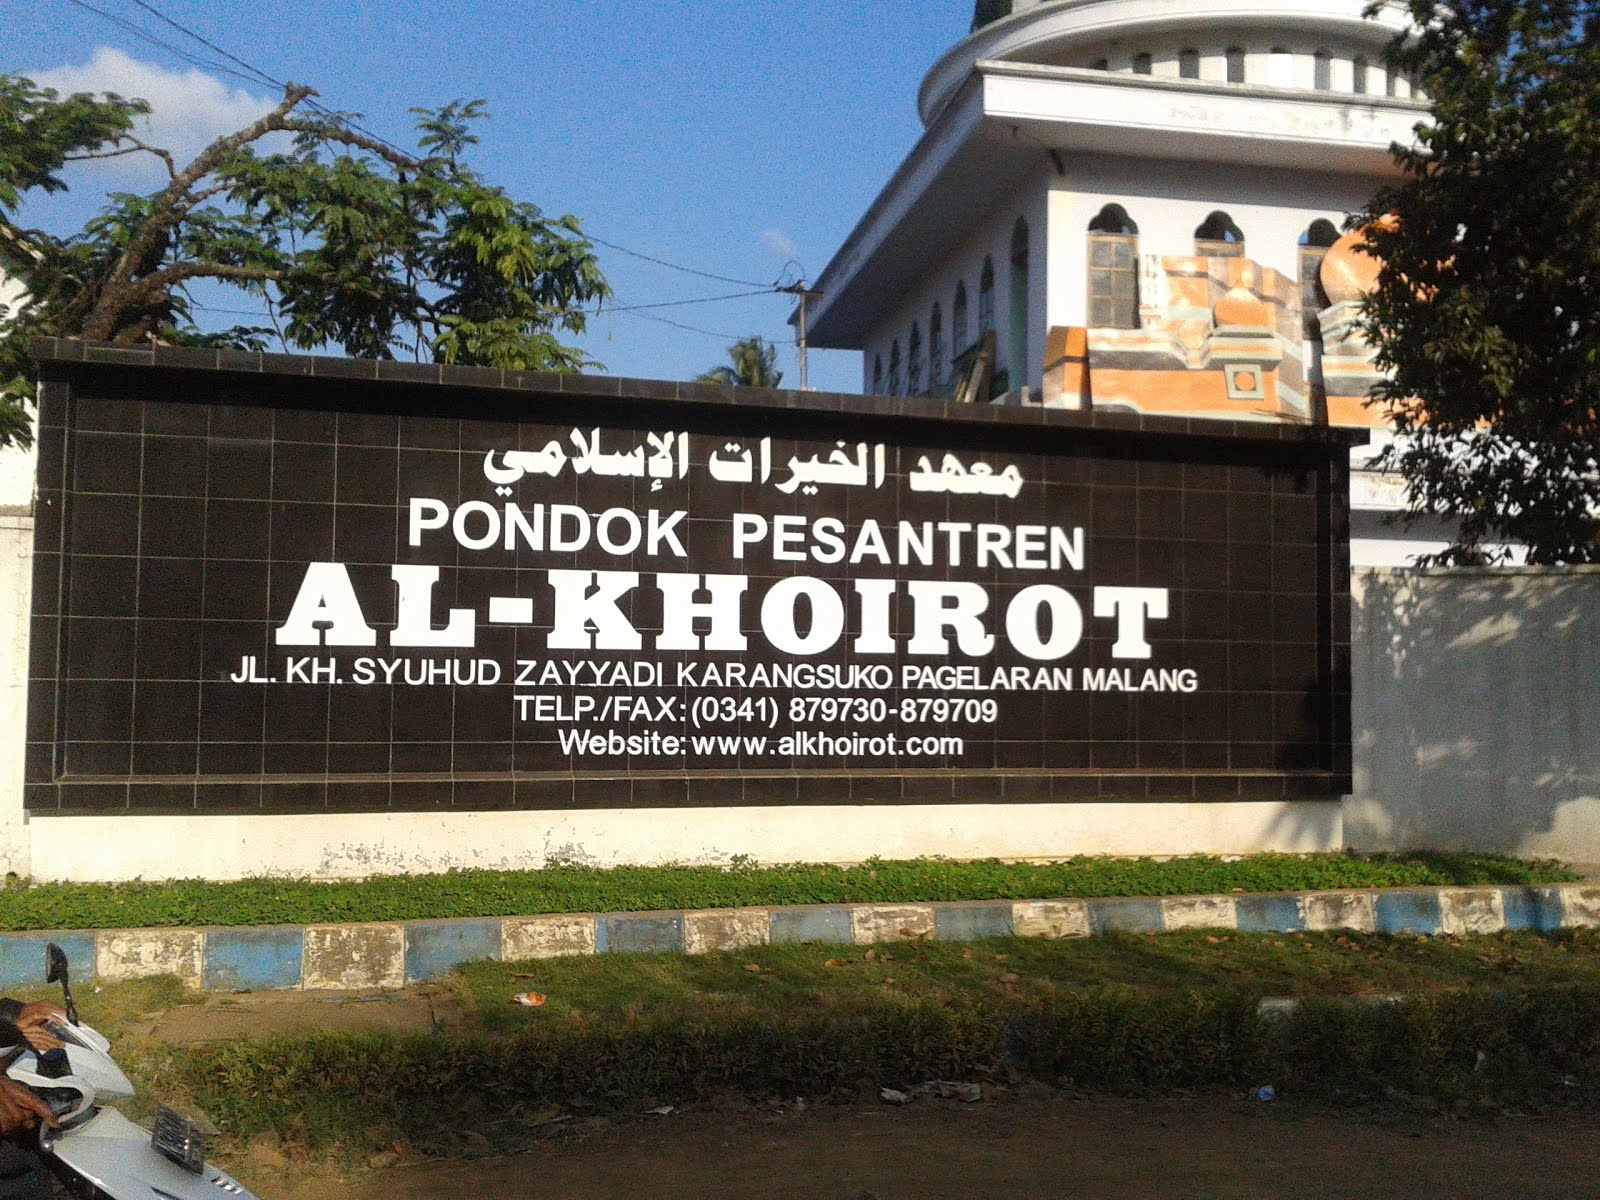 معهد الخيرات الإسلامي
PONDOK PESANTREN
AL-KHOIROT
JL. KH. SYUHUD ZAYYADI KARANGSUKO PAGELARAN MALANG
TELP./FAX: (0341) 879730-879709
Website: www.alkhoirot.com